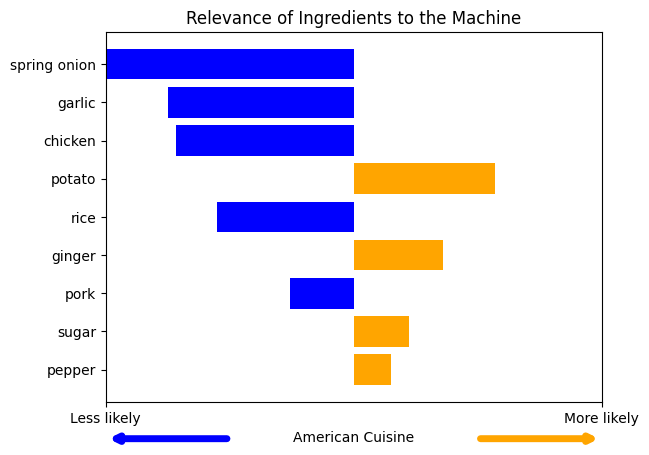 Relevance of Ingredients to the Machine
spring onion
garlic
chicken
potato
rice
ginger
pork
sugar
pepper
Less likely More likely
American Cuisine